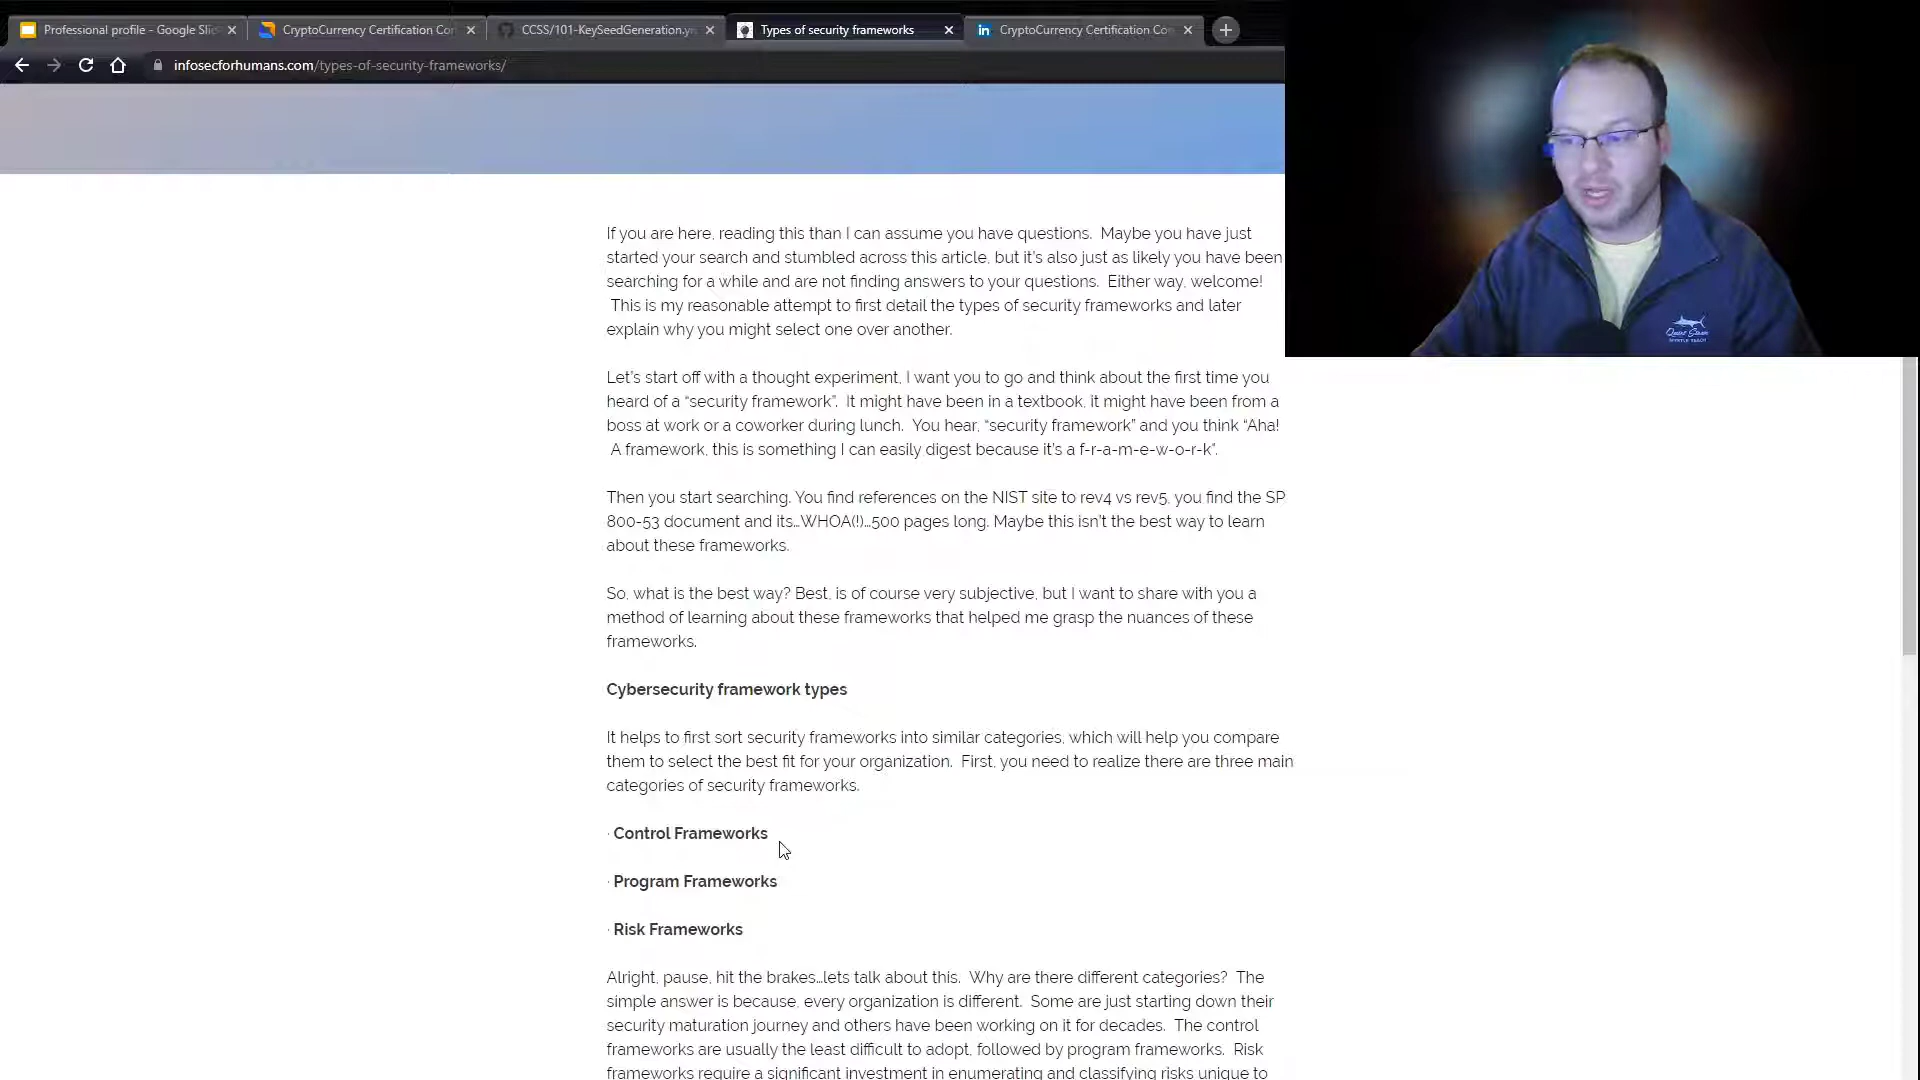 Professional profile - Google Slid
CryptoCurrency Certification Con
CCSS/101-KeySeedGeneration.y
Types of security frameworks
CryptoCurrency Certification Con
infosecforhumans.com/types-of-security-frameworks/
If you are here, reading this than I can assume you have questions. Maybe you have just
started your search and stumbled across this article, but it's also just as likely you have been
searching for a while and are not finding answers to your questions. Either way, welcome!
This is my reasonable attempt to first detail the types of security frameworks and later
explain why you might select one over another.
Let's start off with a thought experiment, I want you to go and think about the first time you
heard of a “security framework”. It might have been in a textbook, it might have been from a
boss at work or a coworker during lunch. You hear, “security framework” and you think “Aha!
A framework, this is something I can easily digest because it's a f-r-a-m-e-w-o-r-k”.
Then you start searching. You find references on the NIST site to rev4 vs rev5, you find the SP
800-53 document and its…WHOA(!)…500 pages long. Maybe this isn't the best way to learn
about these frameworks.
So, what is the best way? Best, is of course very subjective, but I want to share with you a
method of learning about these frameworks that helped me grasp the nuances of these
frameworks.
Cybersecurity framework types
It helps to first sort security frameworks into similar categories, which will help you compare
them to select the best fit for your organization. First, you need to realize there are three main
categories of security frameworks.
· Control Frameworks
· Program Frameworks
· Risk Frameworks
Alright, pause, hit the brakes…lets talk about this. Why are there different categories? The
simple answer is because, every organization is different. Some are just starting down their
security maturation journey and others have been working on it for decades. The control
frameworks are usually the least difficult to adopt, followed by program frameworks. Risk
frameworks require a significant investment in enumerating and classifying risks unique to